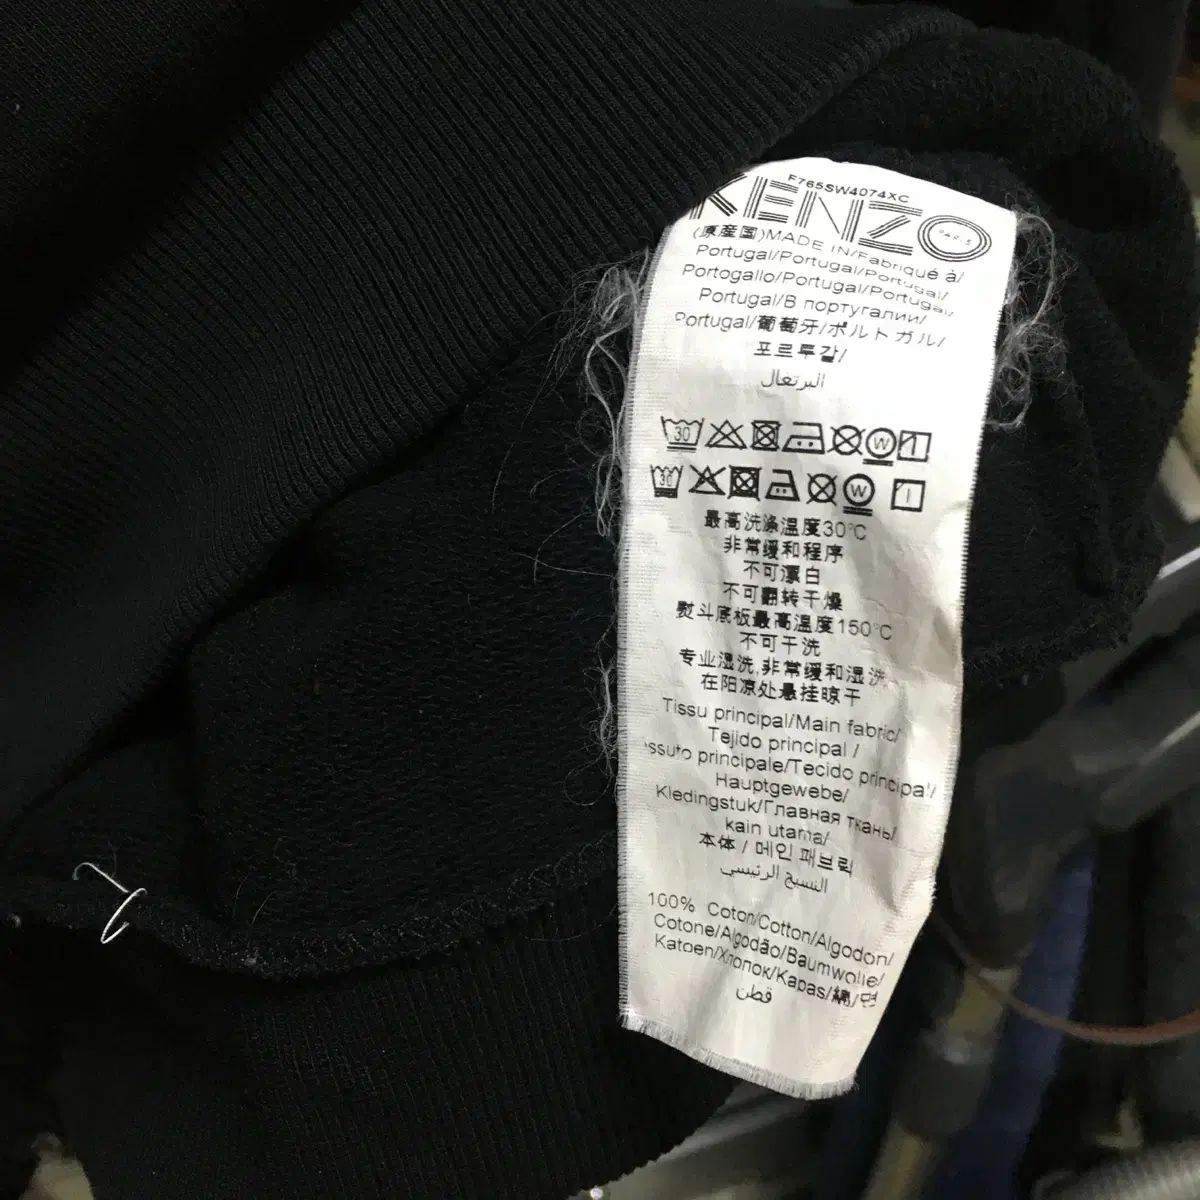 F765SW4074XC
KENZO
PARIS
(原産国)MADE IN/Fabriqué à/
Portugal/Portugal/Portugal/
Portogallo/Portugal/Portugal/
Portugal/В португалии/
Portugal/葡萄牙/ポルトガル/
포르투갈/
البرتغال
30 W
30 W
最高洗涤温度30℃
非常缓和程序
不可漂白
不可翻转干燥
熨斗底板最高温度150℃
不可干洗
专业湿洗,非常缓和湿洗,
在阳凉处悬挂晾干
Tissu principal/Main fabric/
Tejido principal /
ssuto principale/Tecido principal/
Hauptgewebe/
Kledingstuk/Главная ткань/
kain utama/
本体 / 메인 패브릭
النسيج الرئيسي
100% Coton/Cotton/Algodon/
Cotone/Algodão/Baumwolle/
Katoen/Хлопок/Kapas/綿/면
قطن